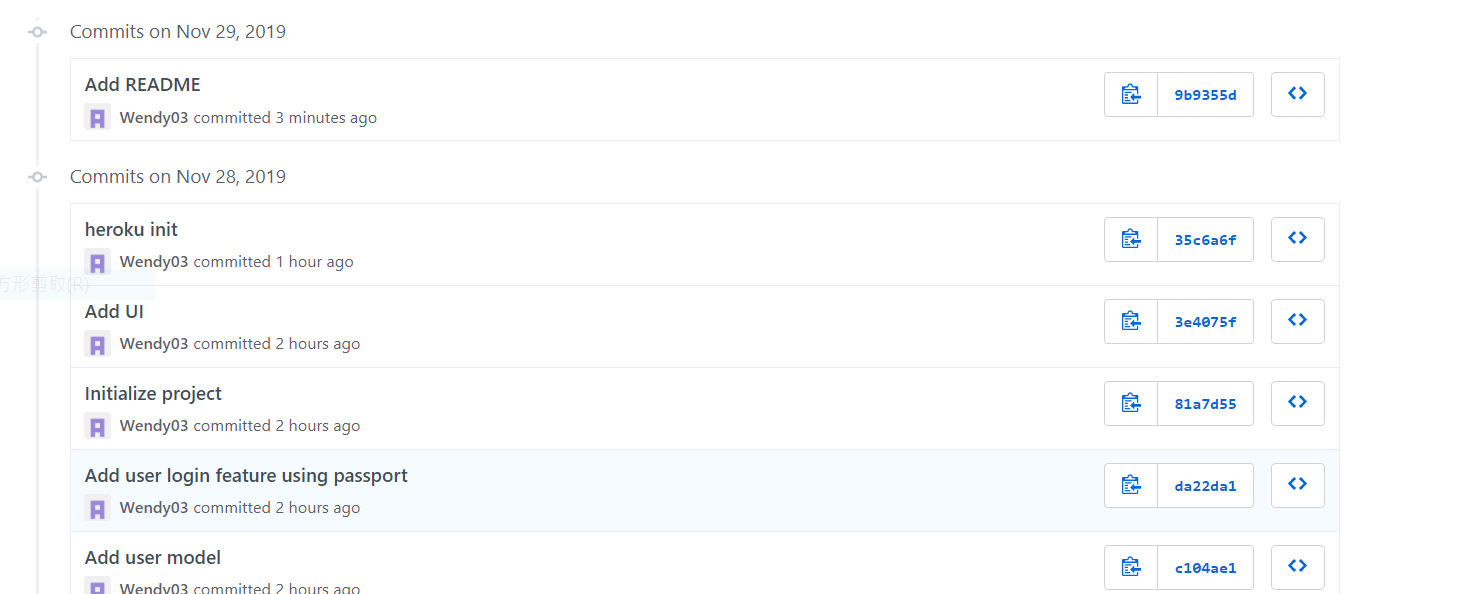 Commits on Nov 29, 2019
Add README
9b9355d
Wendy03 committed 3 minutes ago
Commits on Nov 28, 2019
heroku init
35c6a6f
Wendy03 committed 1 hour ago
方形剪取(R)
Add UI
3e4075f
Wendy03 committed 2 hours ago
Initialize project
81a7d55
Wendy03 committed 2 hours ago
Add user login feature using passport
da22da1
Wendy03 committed 2 hours ago
Add user model
c104ae1
Wendy03 committed 2 hours ago